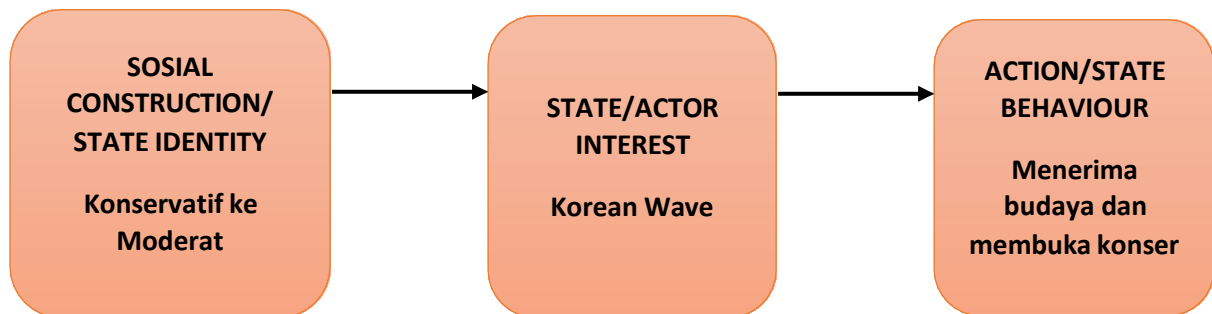 SOSIAL
CONSTRUCTION/
STATE IDENTITY
Konservatif ke
Moderat
STATE/ACTOR
INTEREST
Korean Wave
ACTION/STATE
BEHAVIOUR
Menerima
budaya dan
membuka konser